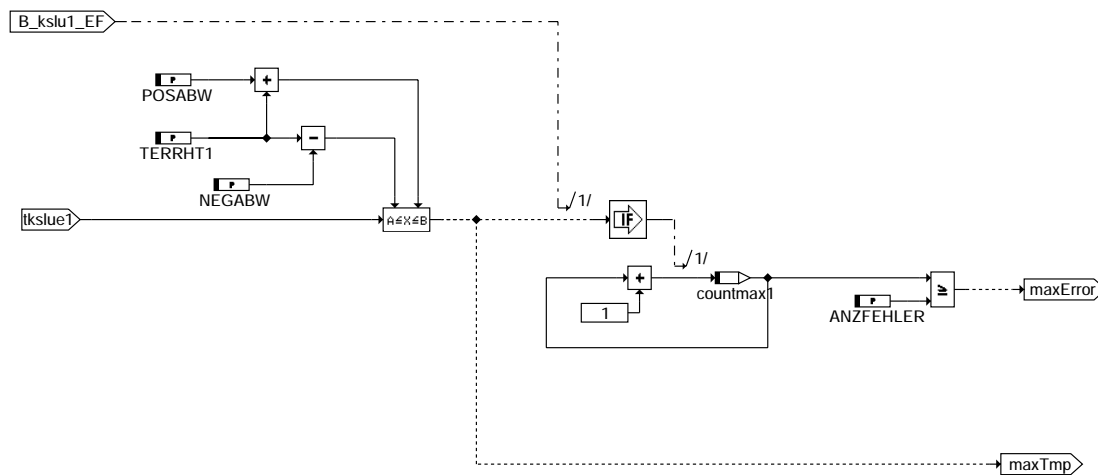 B_kslu1_EF
P
POSABW
+
P
TERRHT1
-
P
NEGABW
tkslue1
A≤X≤B
/1/
IF
/1/
+
countmax1
1
P
ANZFEHLER
≥
maxError
maxTmp